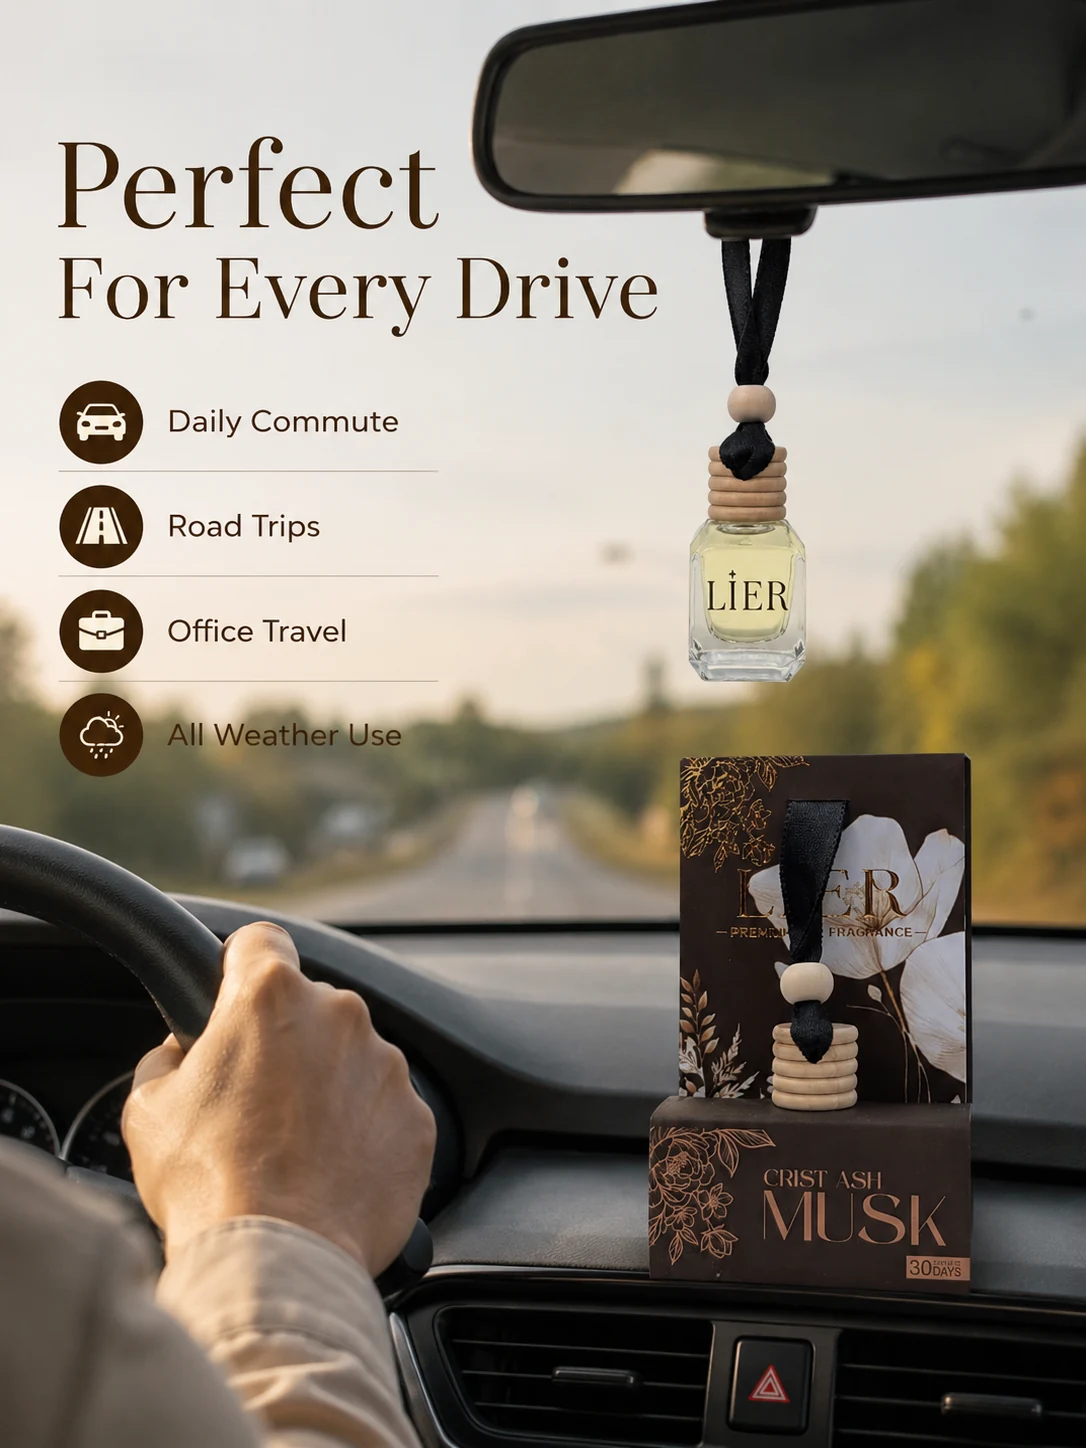 Perfect
For Every Drive
Daily Commute
Road Trips
Office Travel
All Weather Use
LiER
L ER
FRAGRANCE
CRIST ASH
MUSK
30 DAYS